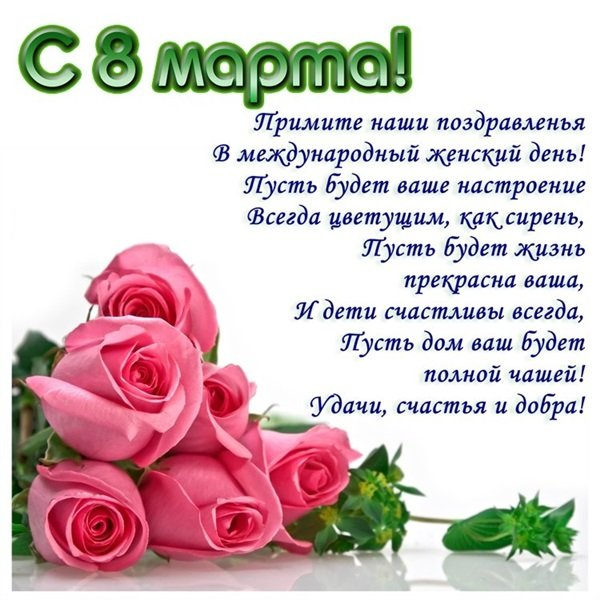 С 8 марта!
Примите наши поздравленья
В международный женский день!
Пусть будет ваше настроение
Всегда цветущим, как сирень,
Пусть будет жизнь
прекрасна ваша,
И дети счастливы всегда,
Пусть дом ваш будет
полной чашей!
Удачи, счастья и добра!